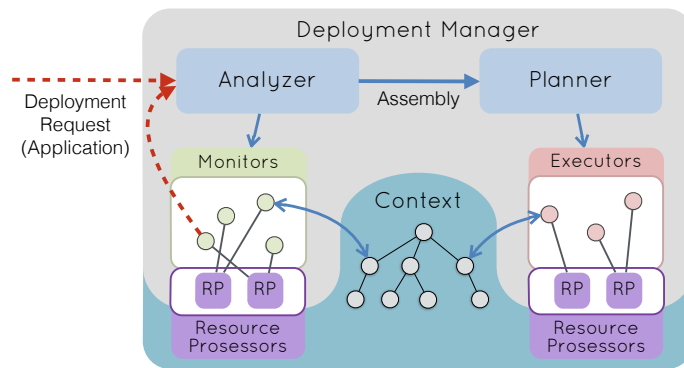 Deployment Manager
Analyzer
Planner
Assembly
Deployment
Request
(Application)
Monitors
Executors
Context
RP
RP
RP
RP
Resource
Prosessors
Resource
Prosessors